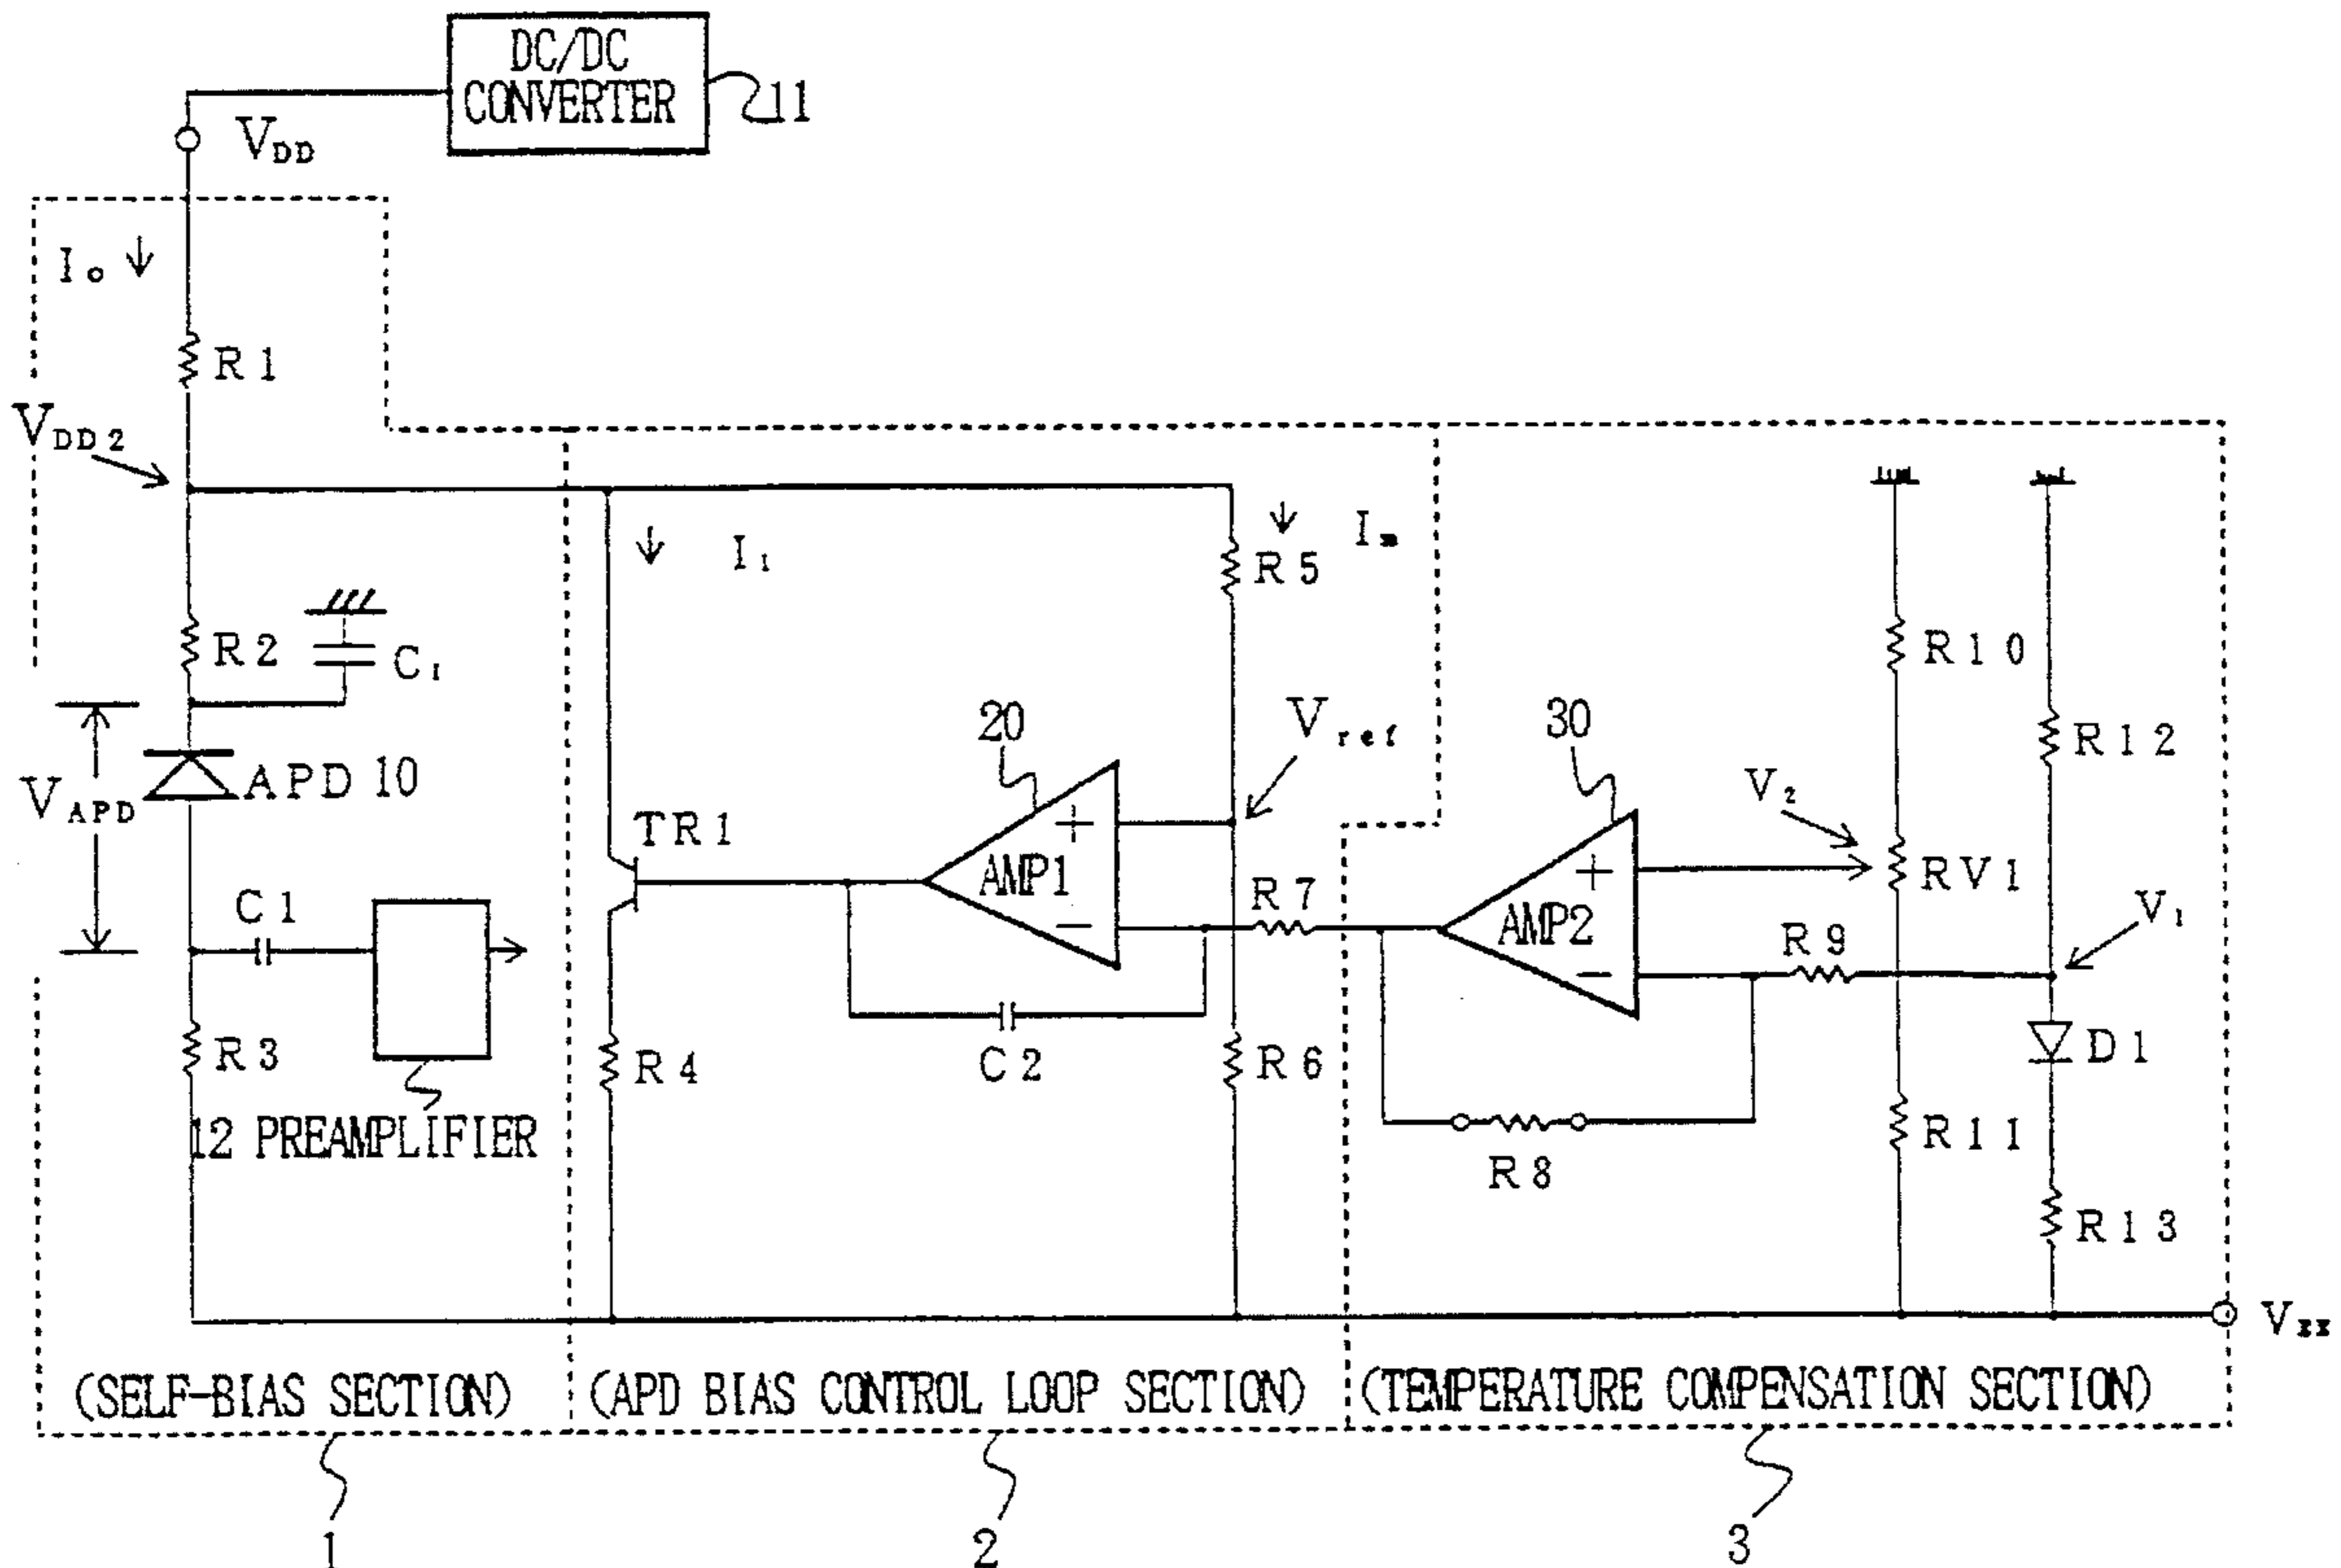 DC/DC
CONVERTER
11
VDD
Io
R1
VDD2
I1
Im
R5
R2
C1
R10
20
Vref
30
R12
APD 10
VAPD
V2
TR1
AMP1
RV1
R7
AMP2
C1
R9
V1
R3
R4
C2
R6
D1
12 PREAMPLIFIER
R11
R8
R13
(SELF-BIAS SECTION)
(APD BIAS CONTROL LOOP SECTION)
(TEMPERATURE COMPENSATION SECTION)
1
2
3